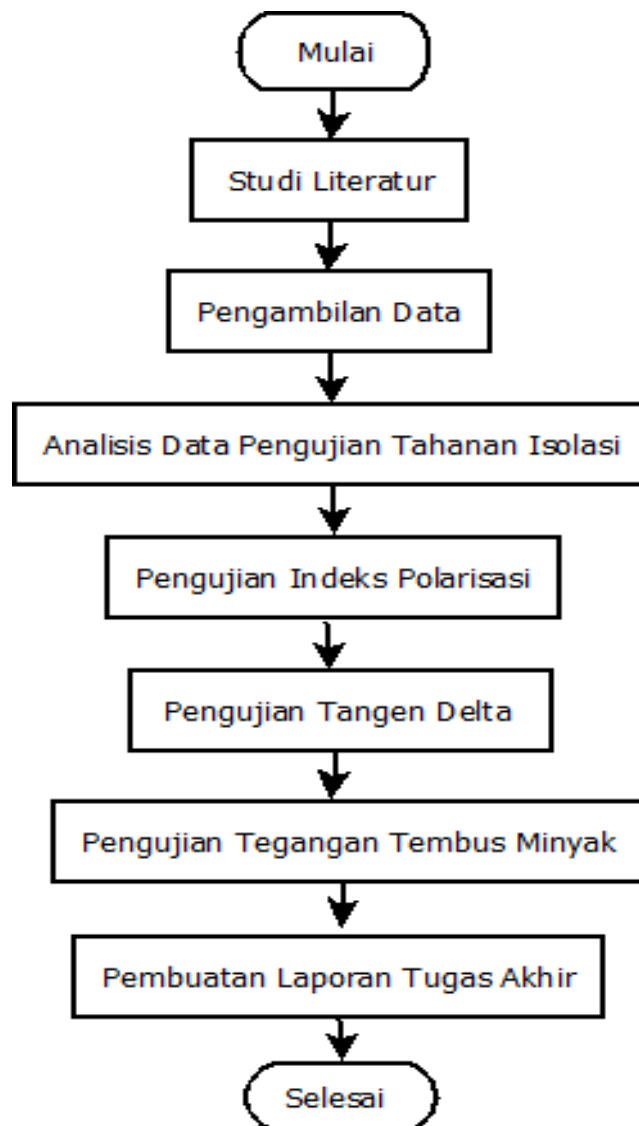 Mulai
Studi Literatur
Pengambilan Data
Analisis Data Pengujian Tahanan Isolasi
Pengujian Indeks Polarisasi
Pengujian Tangen Delta
Pengujian Tegangan Tembus Minyak
Pembuatan Laporan Tugas Akhir
Selesai